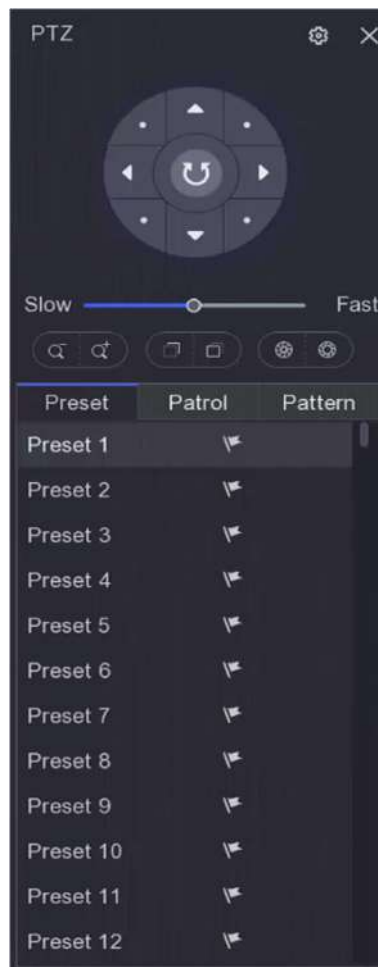 PTZ
Slow Fast
Preset Patrol Pattern
Preset 1
Preset 2
Preset 3
Preset 4
Preset 5
Preset 6
Preset 7
Preset 8
Preset 9
Preset 10
Preset 11
Preset 12